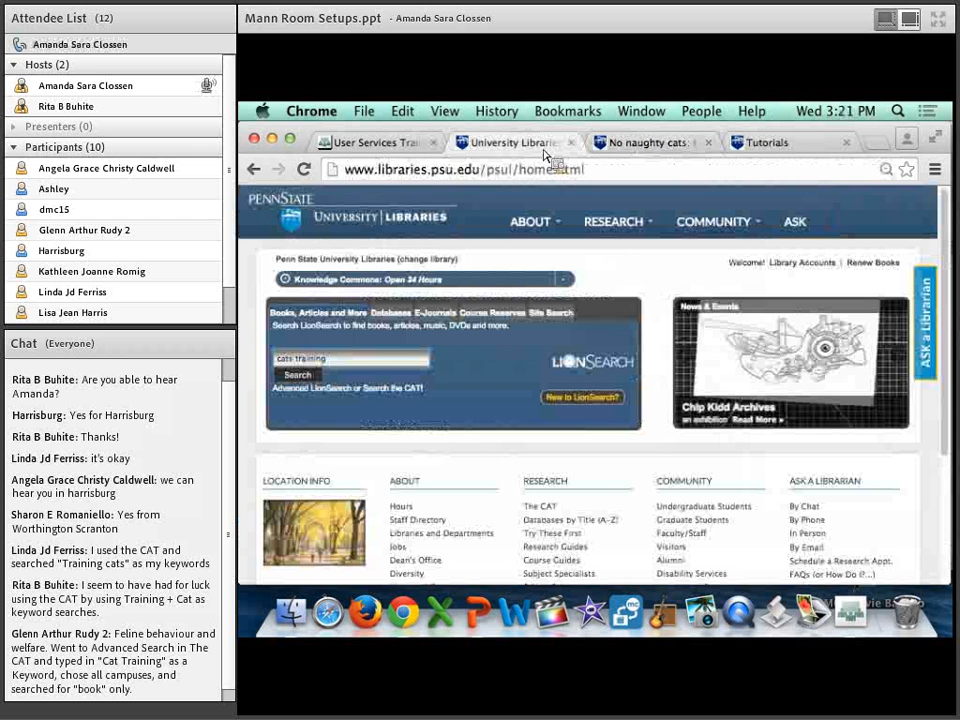 Attendee List (12)
Amanda Sara Clossen
Hosts (2)
Amanda Sara Clossen
Rita B Buhite
Presenters (0)
Participants (10)
Angela Grace Christy Caldwell
Ashley
dmc15
Glenn Arthur Rudy 2
Harrisburg
Kathleen Joanne Romig
Linda Jd Ferriss
Lisa Jean Harris
Chat (Everyone)
Rita B Buhite: Are you able to hear
Amanda?
Harrisburg: Yes for Harrisburg
Rita B Buhite: Thanks!
Linda Jd Ferriss: it's okay
Angela Grace Christy Caldwell: we can
hear you in harrisburg
Sharon E Romaniello: Yes from
Worthington Scranton
Linda Jd Ferriss: I used the CAT and
searched "Training cats" as my keywords
Rita B Buhite: I seem to have had for luck
using the CAT by using Training + Cat as
keyword searches.
Glenn Arthur Rudy 2: Feline behaviour and
welfare. Went to Advanced Search in The
CAT and typed in "Cat Training" as a
Keyword, chose all campuses, and
searched for "book" only.
Mann Room Setups.ppt - Amanda Sara Clossen
Chrome File Edit View History Bookmarks Window People Help Wed 3:21 PM
User Services Trai University Librarie No naughty cats: Tutorials
www.libraries.psu.edu/psul/home.html
PENNSTATE
UNIVERSITY LIBRARIES
ABOUT RESEARCH COMMUNITY ASK
Penn State University Libraries (change library)
Welcome! Library Accounts | Renew Books
Knowledge Commons: Open 24 Hours
Books, Articles and More Databases E-Journals Course Reserves Site Search
Search LionSearch to find books, articles, music, DVDs and more.
cats training
LIONSEARCH
Search
Advanced LionSearch or Search the CAT!
New to LionSearch?
News & Events
Chip Kidd Archives
an exhibition Read More »
Ask a Librarian
LOCATION INFO
ABOUT
Hours
Staff Directory
Libraries and Departments
Jobs
Dean's Office
Diversity
RESEARCH
The CAT
Databases by Title (A-Z)
Try These First
Research Guides
Course Guides
Subject Specialists
COMMUNITY
Undergraduate Students
Graduate Students
Faculty/Staff
Visitors
Alumni
Disability Services
ASK A LIBRARIAN
By Chat
By Phone
In Person
By Email
Schedule a Research Appt.
FAQs (or How Do I?...)